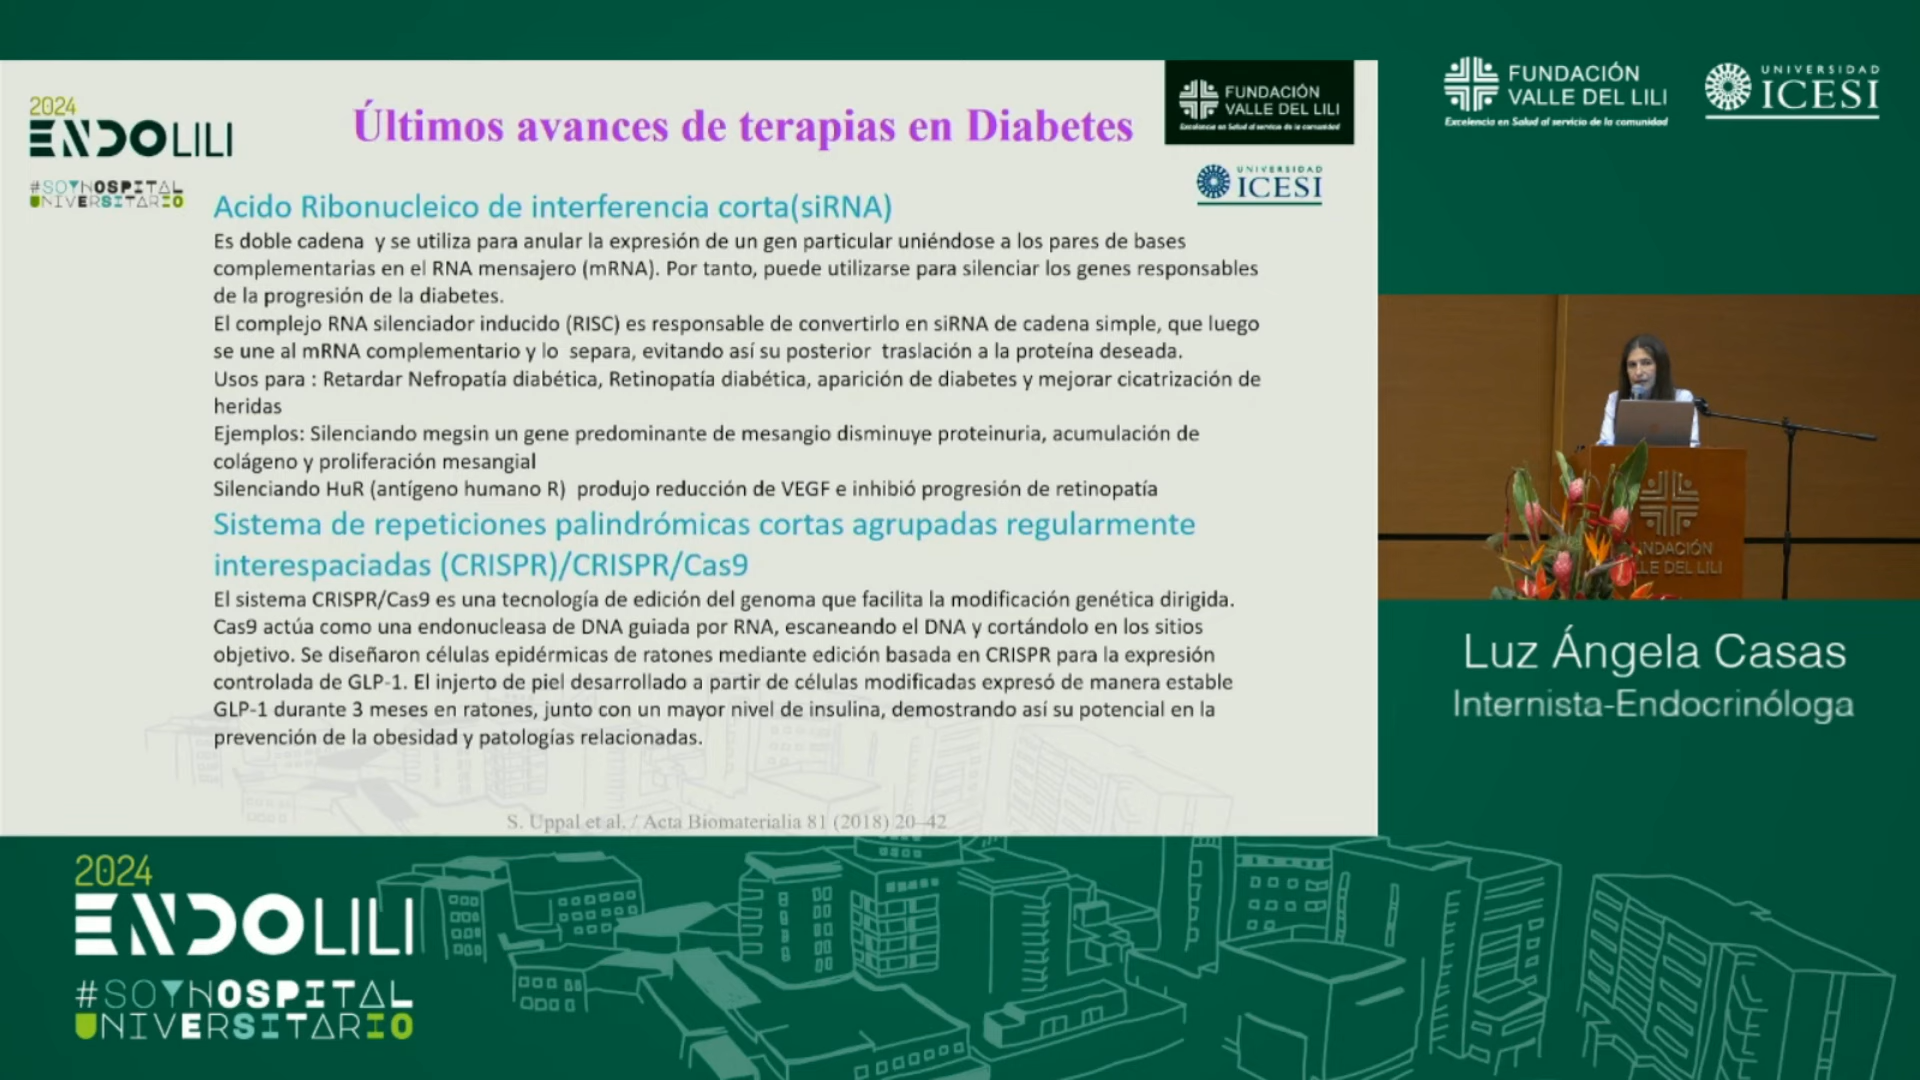 2024
ENDOLILI
#SOYHOSPITAL
UNIVERSITARIO
Últimos avances de terapias en Diabetes
FUNDACIÓN
VALLE DEL LILI
Excelencia en Salud al servicio de la comunidad
UNIVERSIDAD
ICESI
Acido Ribonucleico de interferencia corta(siRNA)
Es doble cadena y se utiliza para anular la expresión de un gen particular uniéndose a los pares de bases
complementarias en el RNA mensajero (mRNA). Por tanto, puede utilizarse para silenciar los genes responsables
de la progresión de la diabetes.
El complejo RNA silenciador inducido (RISC) es responsable de convertirlo en siRNA de cadena simple, que luego
se une al mRNA complementario y lo separa, evitando así su posterior traslación a la proteína deseada.
Usos para : Retardar Nefropatía diabética, Retinopatía diabética, aparición de diabetes y mejorar cicatrización de
heridas
Ejemplos: Silenciando megsin un gene predominante de mesangio disminuye proteinuria, acumulación de
colágeno y proliferación mesangial
Silenciando HuR (antígeno humano R) produjo reducción de VEGF e inhibió progresión de retinopatía
Sistema de repeticiones palindrómicas cortas agrupadas regularmente
interespaciadas (CRISPR)/CRISPR/Cas9
El sistema CRISPR/Cas9 es una tecnología de edición del genoma que facilita la modificación genética dirigida.
Cas9 actúa como una endonucleasa de DNA guiada por RNA, escaneando el DNA y cortándolo en los sitios
objetivo. Se diseñaron células epidérmicas de ratones mediante edición basada en CRISPR para la expresión
controlada de GLP-1. El injerto de piel desarrollado a partir de células modificadas expresó de manera estable
GLP-1 durante 3 meses en ratones, junto con un mayor nivel de insulina, demostrando así su potencial en la
prevención de la obesidad y patologías relacionadas.
S. Uppal et al. / Acta Biomaterialia 81 (2018) 20–42
FUNDACIÓN
VALLE DEL LILI
Excelencia en Salud al servicio de la comunidad
UNIVERSIDAD
ICESI
NDACIÓN
LLE DEL LILI
Luz Ángela Casas
Internista-Endocrinóloga
2024
ENDOLILI
#SOYHOSPITAL
UNIVERSITARIO